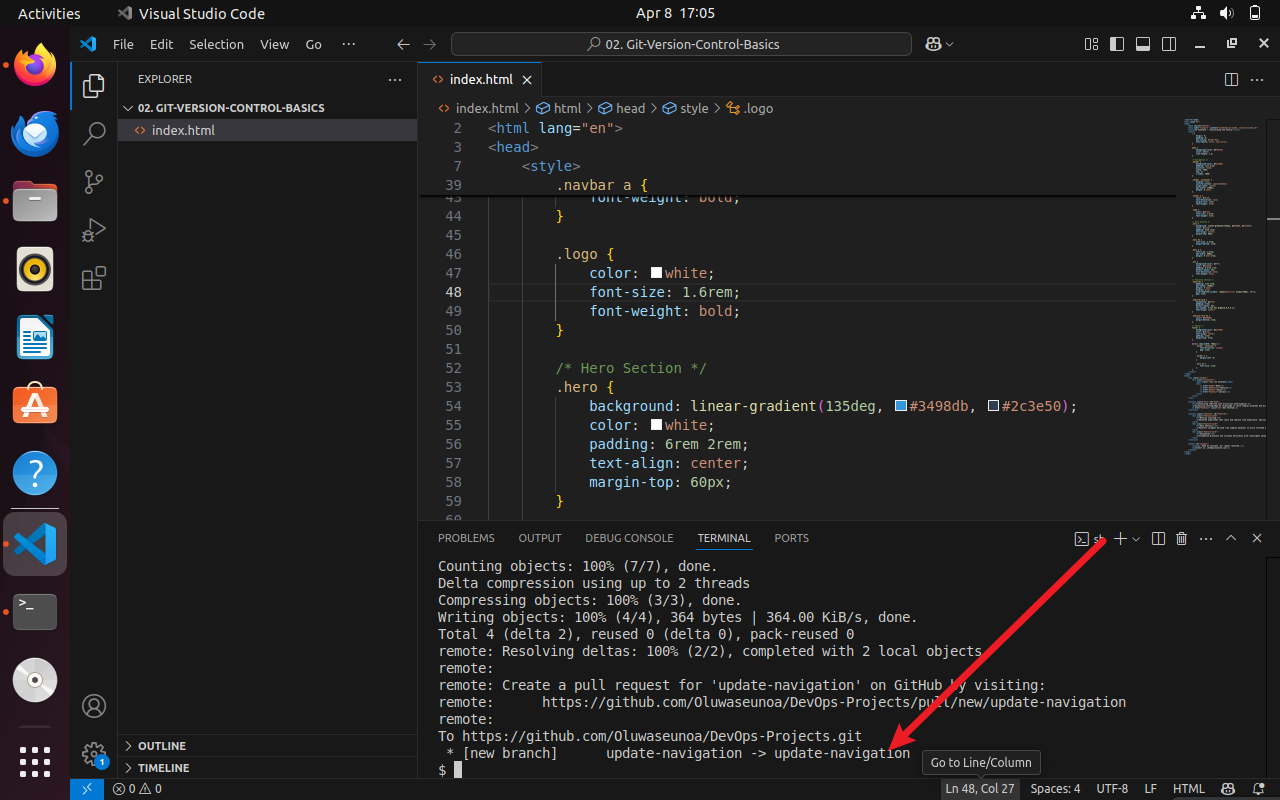 Activities Visual Studio Code Apr 8 17:05
File Edit Selection View Go ··· 02. Git-Version-Control-Basics
EXPLORER
02. GIT-VERSION-CONTROL-BASICS
index.html
OUTLINE
TIMELINE
index.html
index.html > html > head > style > .logo
2 <html lang="en">
3 <head>
7 <style>
39 .navbar a {
43 font-weight: bold;
44 }
45
46 .logo {
47 color: white;
48 font-size: 1.6rem;
49 font-weight: bold;
50 }
51
52 /* Hero Section */
53 .hero {
54 background: linear-gradient(135deg, #3498db, #2c3e50);
55 color: white;
56 padding: 6rem 2rem;
57 text-align: center;
58 margin-top: 60px;
59 }
60
PROBLEMS OUTPUT DEBUG CONSOLE TERMINAL PORTS
Counting objects: 100% (7/7), done.
Delta compression using up to 2 threads
Compressing objects: 100% (3/3), done.
Writing objects: 100% (4/4), 364 bytes | 364.00 KiB/s, done.
Total 4 (delta 2), reused 0 (delta 0), pack-reused 0
remote: Resolving deltas: 100% (2/2), completed with 2 local objects
remote:
remote: Create a pull request for 'update-navigation' on GitHub by visiting:
remote: https://github.com/Oluwaseunoa/DevOps-Projects/pull/new/update-navigation
remote:
To https://github.com/Oluwaseunoa/DevOps-Projects.git
* [new branch] update-navigation -> update-navigation
$
Go to Line/Column
1
0 0 Ln 48, Col 27 Spaces: 4 UTF-8 LF HTML